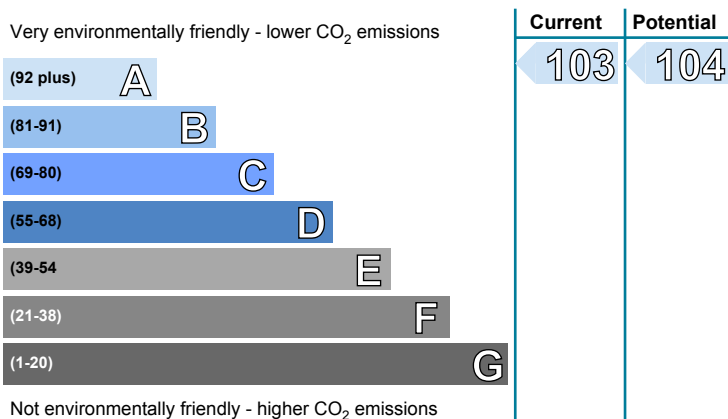 Current Potential
Very environmentally friendly - lower CO2 emissions
103 104
(92 plus) A
(81-91) B
(69-80) C
(55-68) D
(39-54 E
(21-38) F
(1-20) G
Not environmentally friendly - higher CO2 emissions